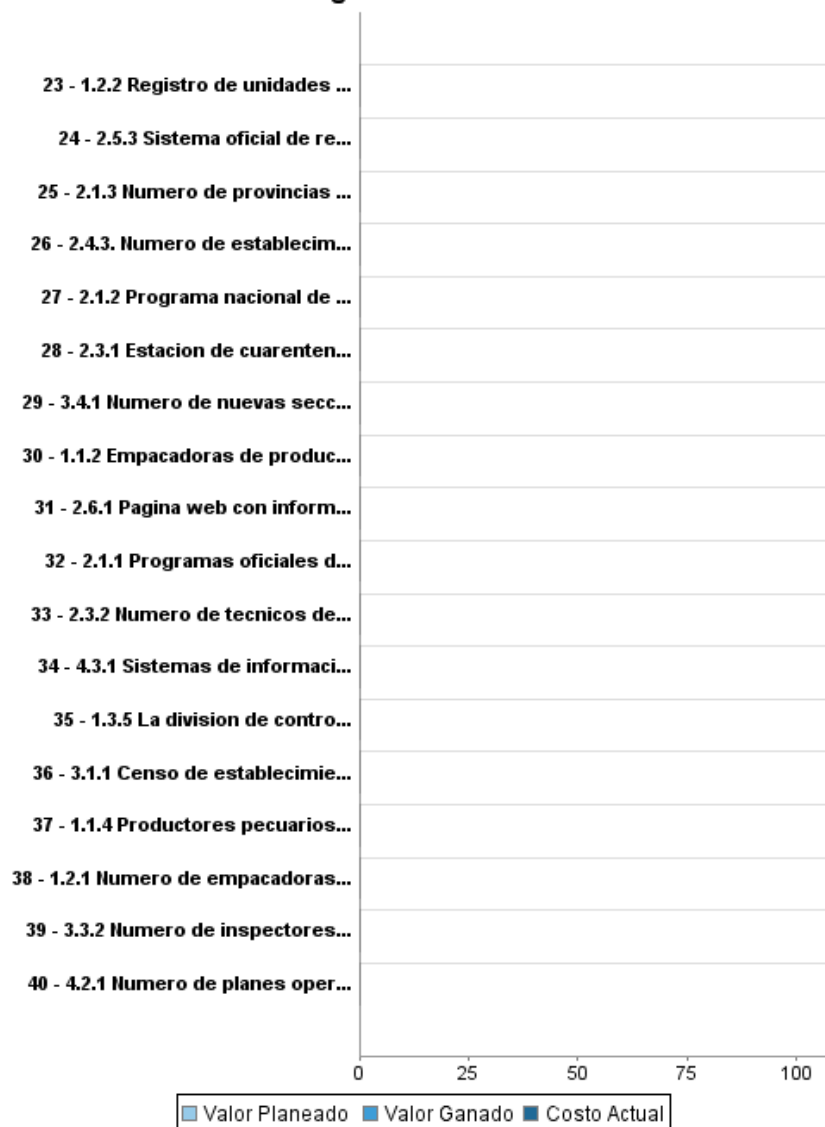 23 - 1.2.2 Registro de unidades ...
24 - 2.5.3 Sistema oficial de re...
25 - 2.1.3 Numero de provincias ...
26 - 2.4.3. Numero de establecim...
27 - 2.1.2 Programa nacional de ...
28 - 2.3.1 Estacion de cuarenten...
29 - 3.4.1 Numero de nuevas secc...
30 - 1.1.2 Empacadoras de produc...
31 - 2.6.1 Pagina web con inform...
32 - 2.1.1 Programas oficiales d...
33 - 2.3.2 Numero de tecnicos de...
34 - 4.3.1 Sistemas de informaci...
35 - 1.3.5 La division de contro...
36 - 3.1.1 Censo de establecimie...
37 - 1.1.4 Productores pecuarios...
38 - 1.2.1 Numero de empacadoras...
39 - 3.3.2 Numero de inspectores...
40 - 4.2.1 Numero de planes oper...
0 25 50 75 100
Valor Planeado Valor Ganado Costo Actual